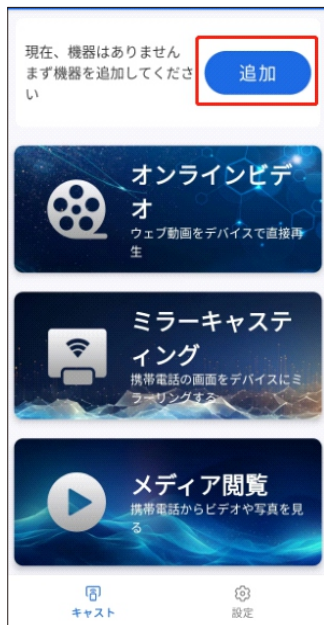 現在、機器はありません
まず機器を追加してくださ
い
追加
オンラインビデ
オ
ウェブ動画をデバイスで直接再
生
ミラーキャステ
ィング
携帯電話の画面をデバイスにミ
ラーリングする
メディア閲覧
携帯電話からビデオや写真を見
る
キャスト
設定